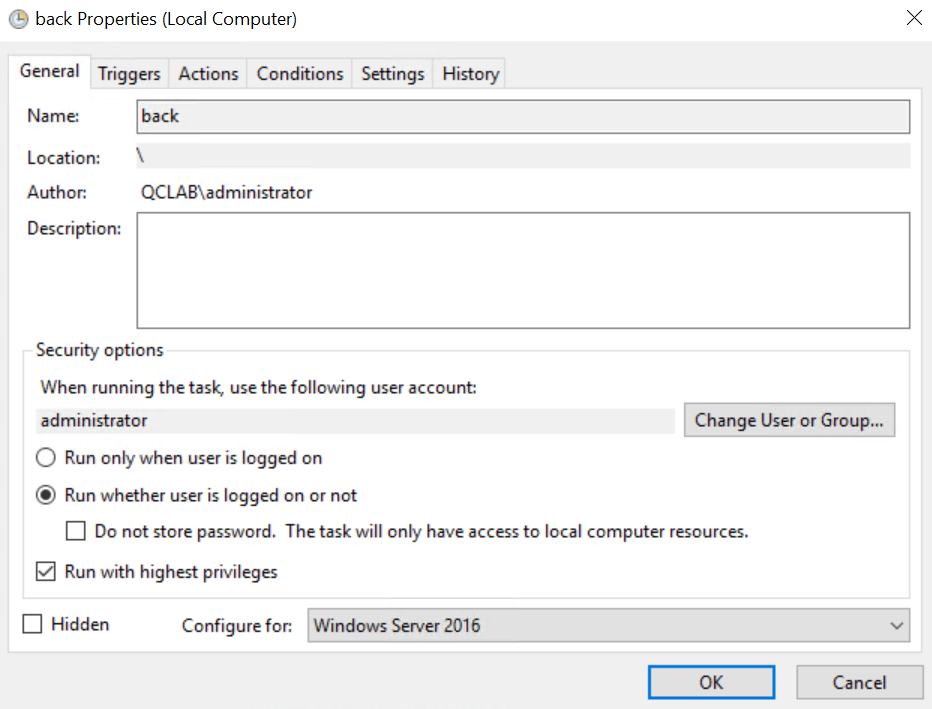 back Properties (Local Computer)
General Triggers Actions Conditions Settings History
Name: back
Location: \
Author: QCLAB\administrator
Description:
Security options
When running the task, use the following user account:
administrator Change User or Group...
Run only when user is logged on
Run whether user is logged on or not
Do not store password. The task will only have access to local computer resources.
Run with highest privileges
Hidden Configure for: Windows Server 2016
OK Cancel